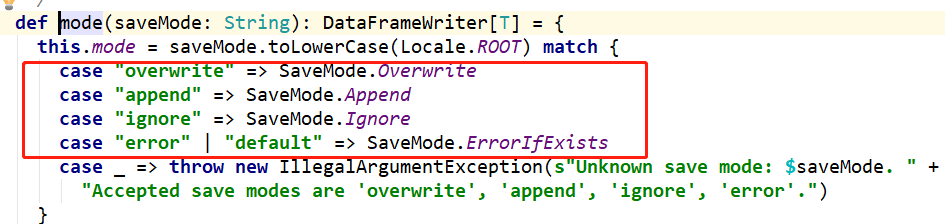 def mode(saveMode: String): DataFrameWriter[T] = {
this.mode = saveMode.toLowerCase(Locale.ROOT) match {
case "overwrite" => SaveMode.Overwrite
case "append" => SaveMode.Append
case "ignore" => SaveMode.Ignore
case "error" | "default" => SaveMode.ErrorIfExists
case _ => throw new IllegalArgumentException(s"Unknown save mode: $saveMode. " +
"Accepted save modes are 'overwrite', 'append', 'ignore', 'error'.")
}